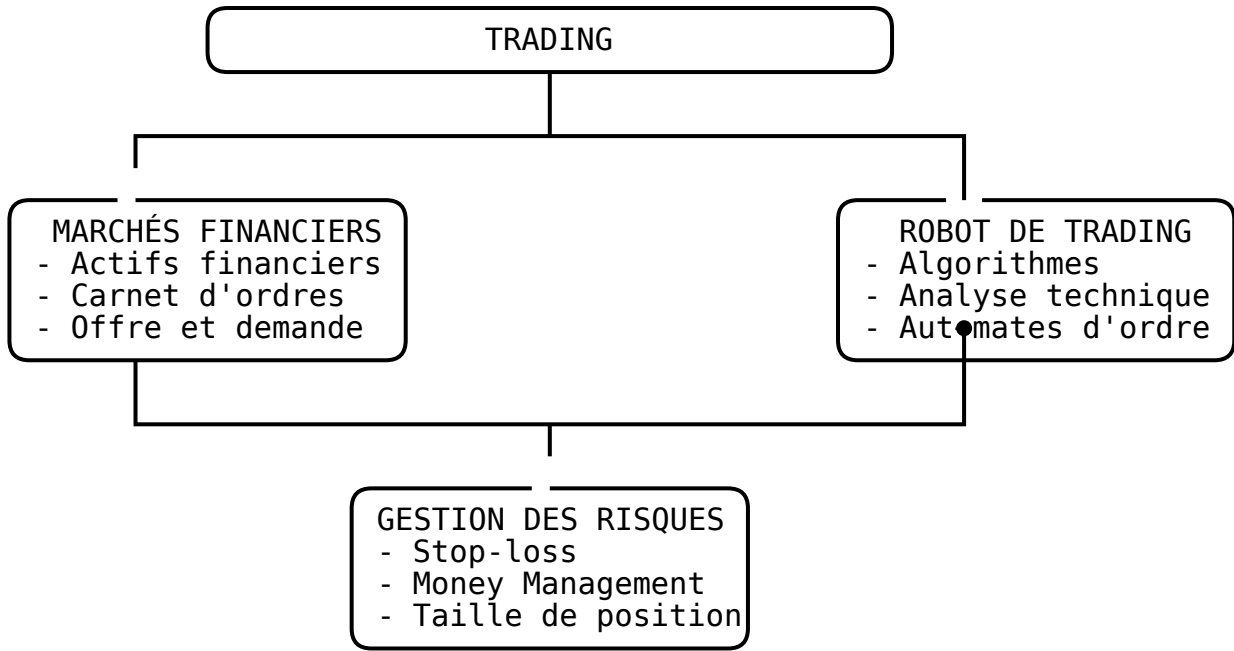 TRADING
MARCHÉS FINANCIERS
- Actifs financiers
- Carnet d'ordres
- Offre et demande
ROBOT DE TRADING
- Algorithmes
- Analyse technique
- Automates d'ordre
GESTION DES RISQUES
- Stop-loss
- Money Management
- Taille de position